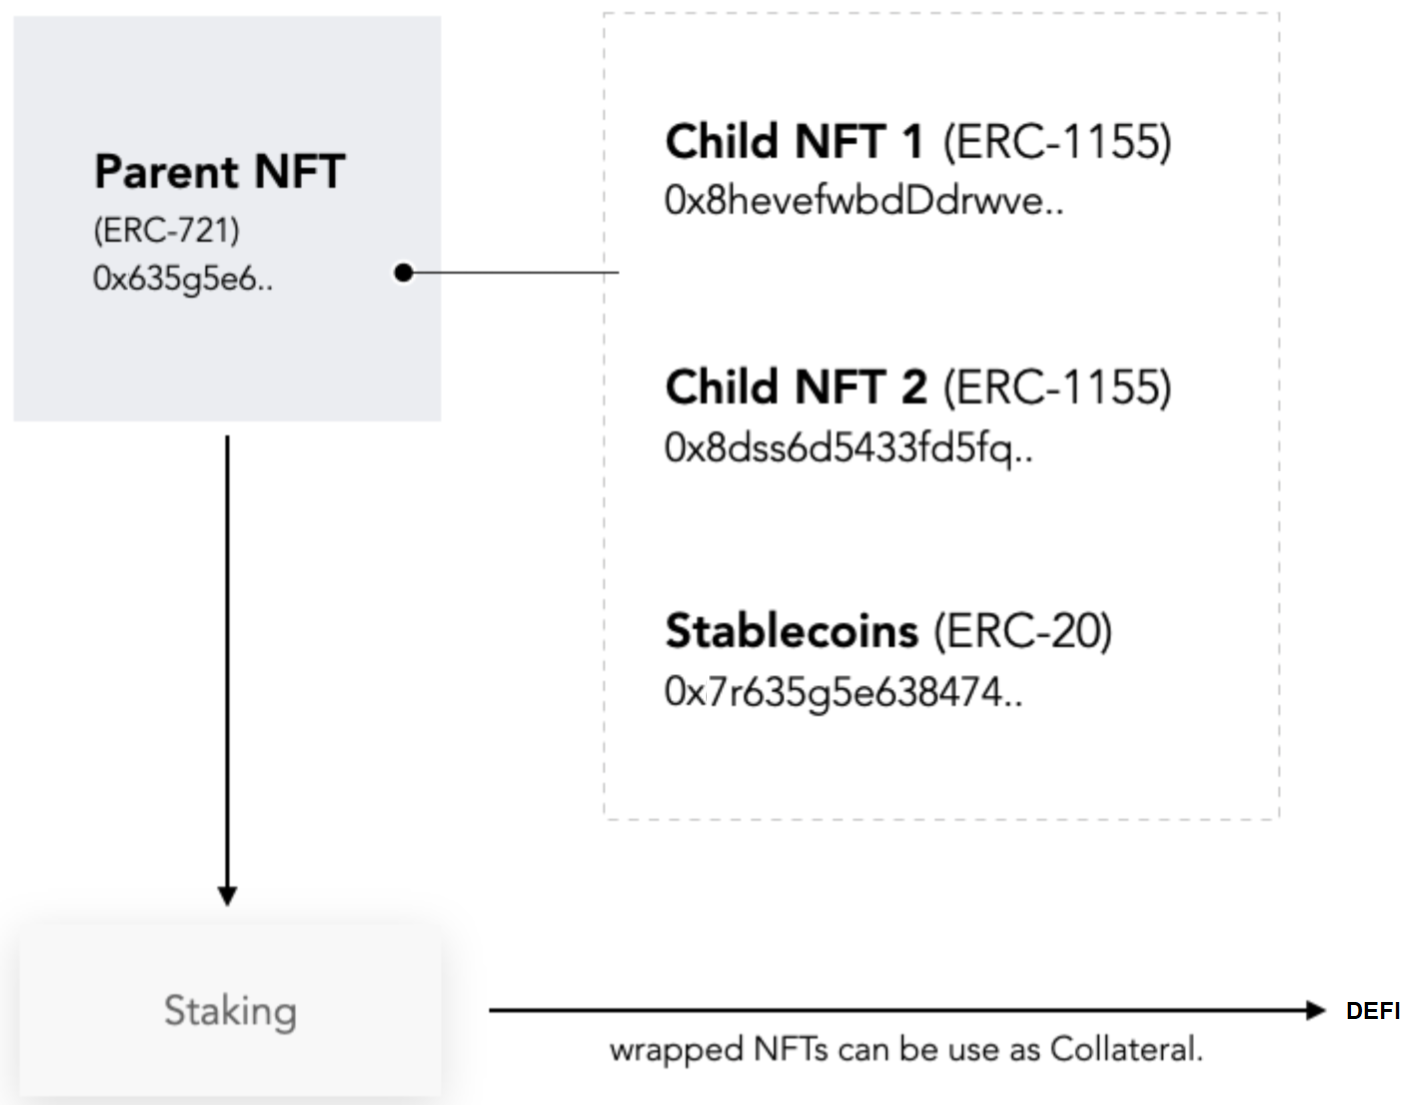 Parent NFT
(ERC-721)
0x635g5e6..
Child NFT 1 (ERC-1155)
0x8hevefwbdDdrwve..
Child NFT 2 (ERC-1155)
0x8dss6d5433fd5fq..
Stablecoins (ERC-20)
0x7r635g5e638474..
Staking
DEFI
wrapped NFTs can be use as Collateral.